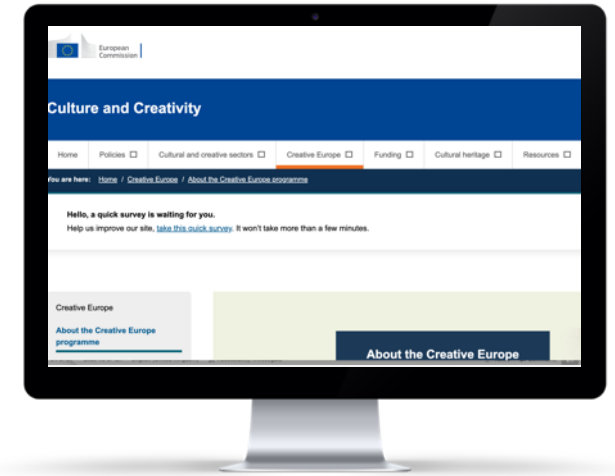 European
Commission
Culture and Creativity
Home Policies Cultural and creative sectors Creative Europe Funding Cultural heritage Resources
You are here: Home / Creative Europe / About the Creative Europe programme
Hello, a quick survey is waiting for you.
Help us improve our site, take this quick survey. It won't take more than a few minutes.
Creative Europe
About the Creative Europe
programme
About the Creative Europe